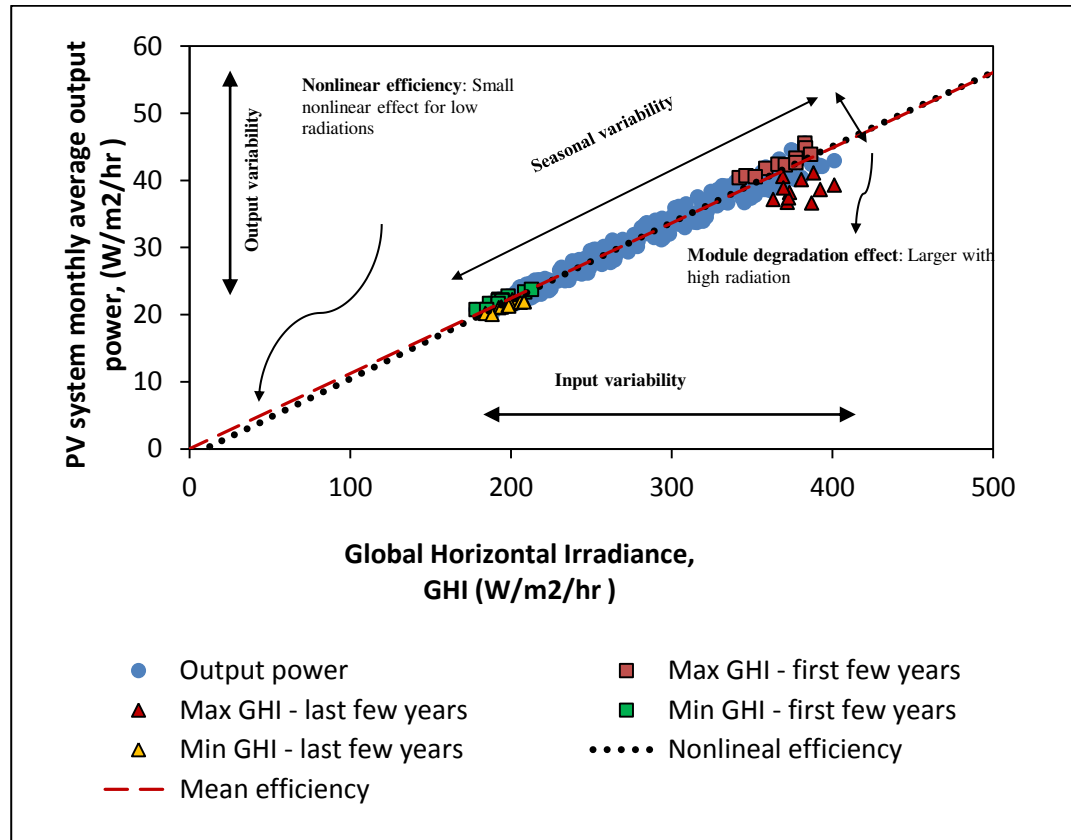 60
50
40
30
20
10
0
0
100
200
300
400
500
PV system monthly average output
power, (W/m2/hr )
Global Horizontal Irradiance,
GHI (W/m2/hr )
Output variability
Nonlinear efficiency: Small
nonlinear effect for low
radiations
Seasonal variability
Module degradation effect: Larger with
high radiation
Input variability
Output power
Max GHI - first few years
Max GHI - last few years
Min GHI - first few years
Min GHI - last few years
Nonlineal efficiency
Mean efficiency